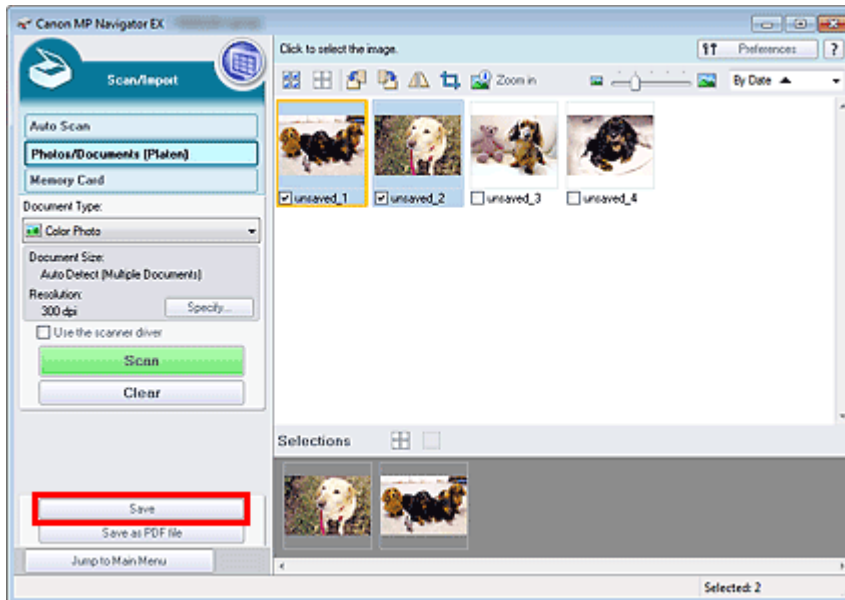 Canon MP Navigator EX
Scan/Import
Auto Scan
Photos/Documents (Platen)
Memory Card
Document Type:
Color Photo
Document Size:
Auto Detect (Multiple Documents)
Resolution:
300 dpi
Specify...
Use the scanner driver
Scan
Clear
Save
Save as PDF file
Jump to Main Menu
Click to select the image.
Preferences
?
Zoom in
By Date
unsaved_1
unsaved_2
unsaved_3
unsaved_4
Selections
Selected: 2